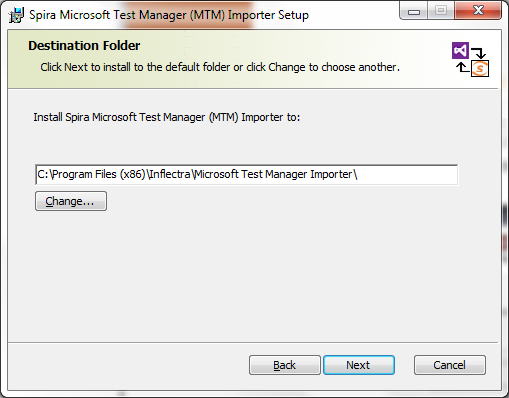 Spira Microsoft Test Manager (MTM) Importer Setup
Destination Folder
Click Next to install to the default folder or click Change to choose another.
Install Spira Microsoft Test Manager (MTM) Importer to:
C:\Program Files (x86)\Inflectra\Microsoft Test Manager Importer\
Change...
Back
Next
Cancel